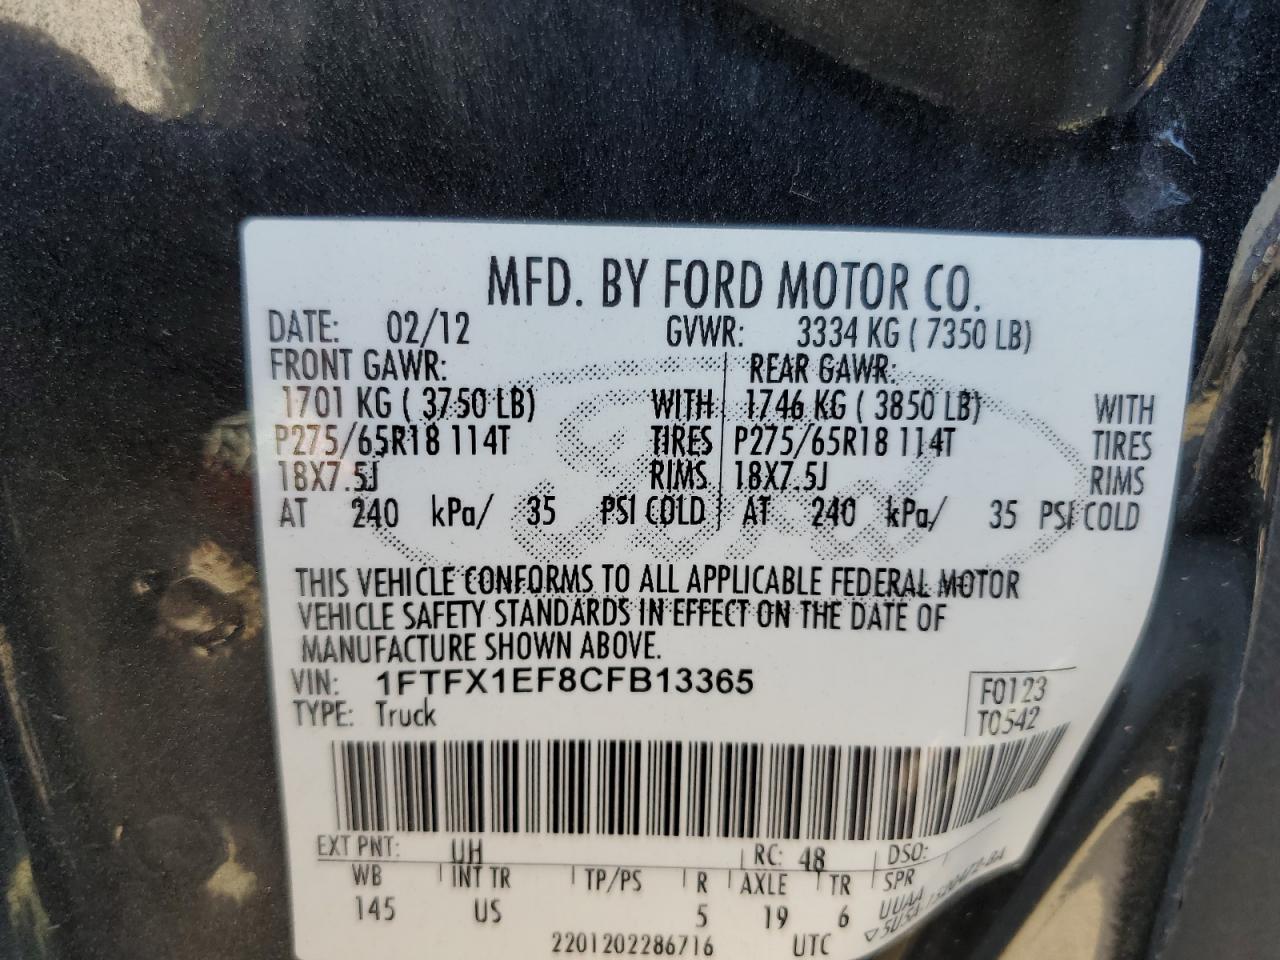 MFD. BY FORD MOTOR CO.
DATE: 02/12 GVWR: 3334 KG ( 7350 LB)
FRONT GAWR: REAR GAWR:
1701 KG ( 3750 LB) WITH 1746 KG ( 3850 LB) WITH
P275/65R18 114T TIRES P275/65R18 114T TIRES
18X7.5J RIMS 18X7.5J RIMS
AT 240 kPa/ 35 PSI COLD AT 240 kPa/ 35 PSI COLD
THIS VEHICLE CONFORMS TO ALL APPLICABLE FEDERAL MOTOR
VEHICLE SAFETY STANDARDS IN EFFECT ON THE DATE OF
MANUFACTURE SHOWN ABOVE.
VIN: 1FTFX1EF8CFB13365 F0123
TYPE: Truck T0542
EXT PNT: UH RC: 48 DSO:
WB INT TR TP/PS R AXLE TR SPR
145 US 5 19 6 UUAA
2201202286716 UTC